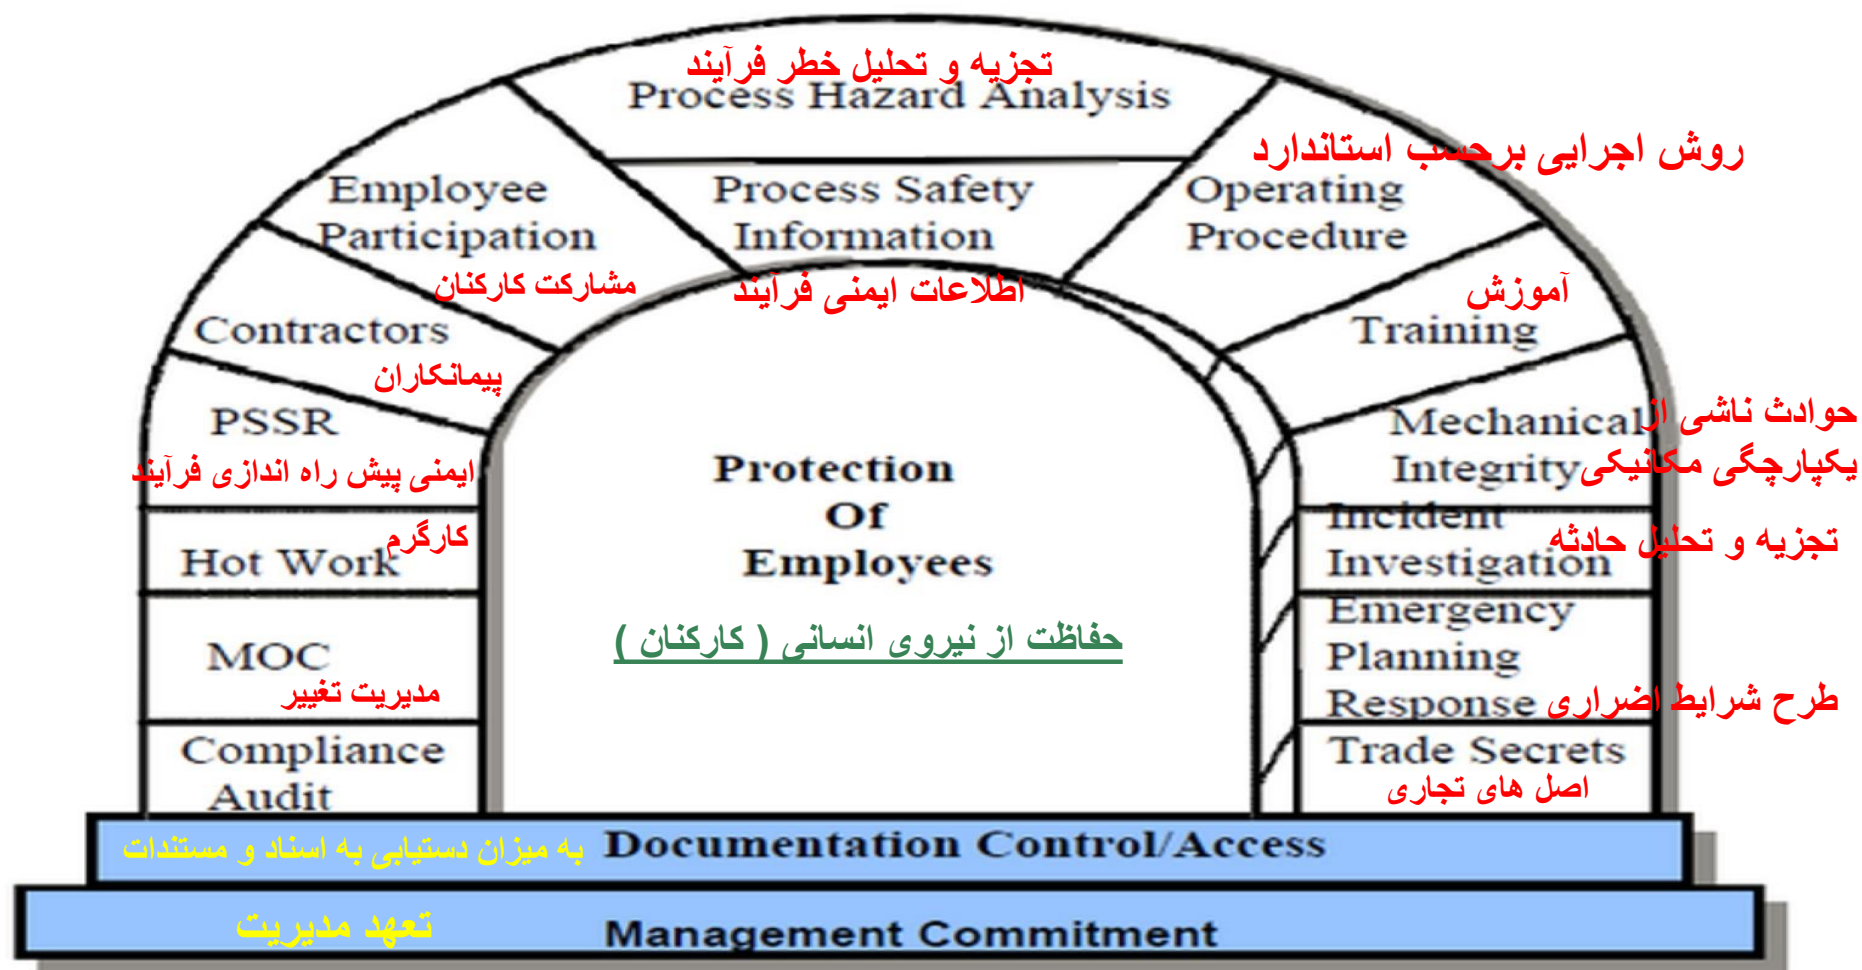 تجزیه و تحلیل خطر فرآیند
Process Hazard Analysis
روش اجرایی برحسب استاندارد
Employee
Participation
مشارکت کارکنان
Process Safety
Information
اطلاعات ایمنی فرآیند
Operating
Procedure
آموزش
Training
Contractors
پیمانکاران
PSSR
ایمنی پیش راه اندازی فرآیند
Mechanical
حوادث ناشی از
Integrity
یکپارچگی مکانیکی
کارگرم
Hot Work
Protection
Of
Employees
حفاظت از نیروی انسانی ( کارکنان )
Incident
Investigation
تجزیه و تحلیل حادثه
MOC
مدیریت تغییر
Emergency
Planning
Response
طرح شرایط اضراری
Compliance
Audit
Trade Secrets
اصل های تجاری
به میزان دستیابی به اسناد و مستندات
Documentation Control/Access
تعهد مدیریت
Management Commitment